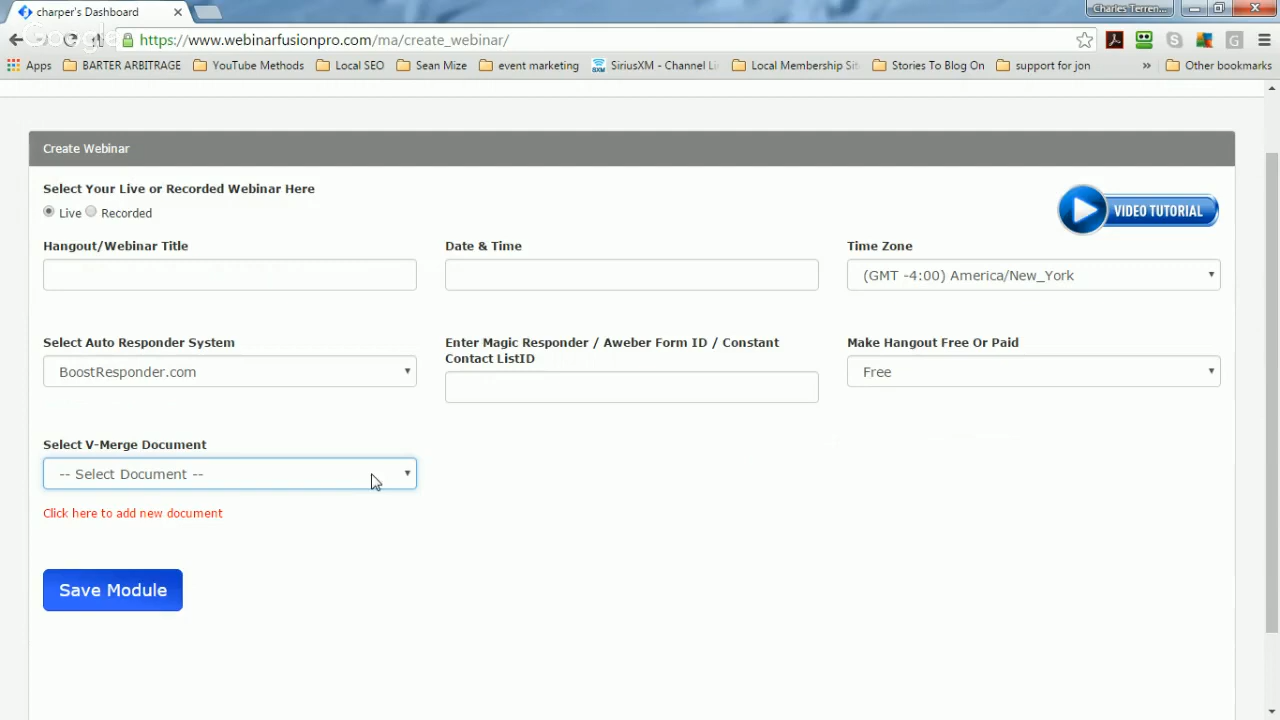 charper's Dashboard
Charles Terren...
Google
https://www.webinarfusionpro.com/ma/create_webinar/
Apps BARTER ARBITRAGE YouTube Methods Local SEO Sean Mize event marketing SiriusXM - Channel Li Local Membership Sit Stories To Blog On support for jon » Other bookmarks
Create Webinar
Select Your Live or Recorded Webinar Here
Live Recorded
VIDEO TUTORIAL
Hangout/Webinar Title Date & Time Time Zone
(GMT -4:00) America/New_York
Select Auto Responder System Enter Magic Responder / Aweber Form ID / Constant Make Hangout Free Or Paid
Contact ListID
BoostResponder.com Free
Select V-Merge Document
-- Select Document --
Click here to add new document
Save Module